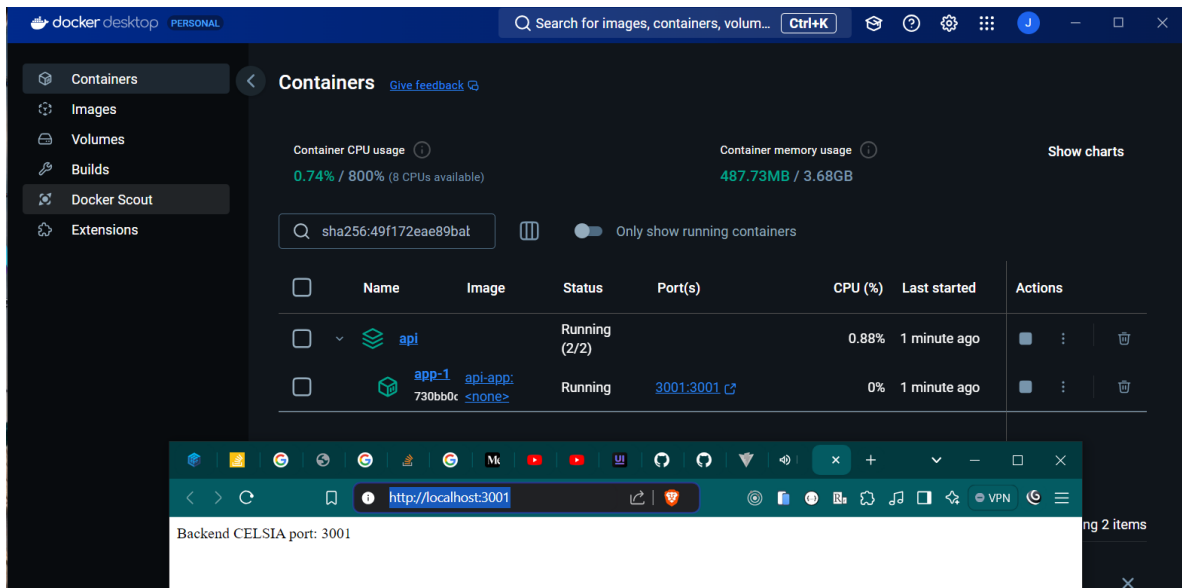 docker desktop PERSONAL
Search for images, containers, volum... Ctrl+K
J
Containers
Images
Volumes
Builds
Docker Scout
Extensions
Containers Give feedback
Container CPU usage
0.74% / 800% (8 CPUs available)
Container memory usage
487.73MB / 3.68GB
Show charts
sha256:49f172eae89bab
Only show running containers
Name Image Status Port(s) CPU (%) Last started Actions
api Running (2/2) 0.88% 1 minute ago
app-1 api-app: Running 3001:3001 0% 1 minute ago
730bb0c <none>
http://localhost:3001
VPN
Backend CELSIA port: 3001
ng 2 items